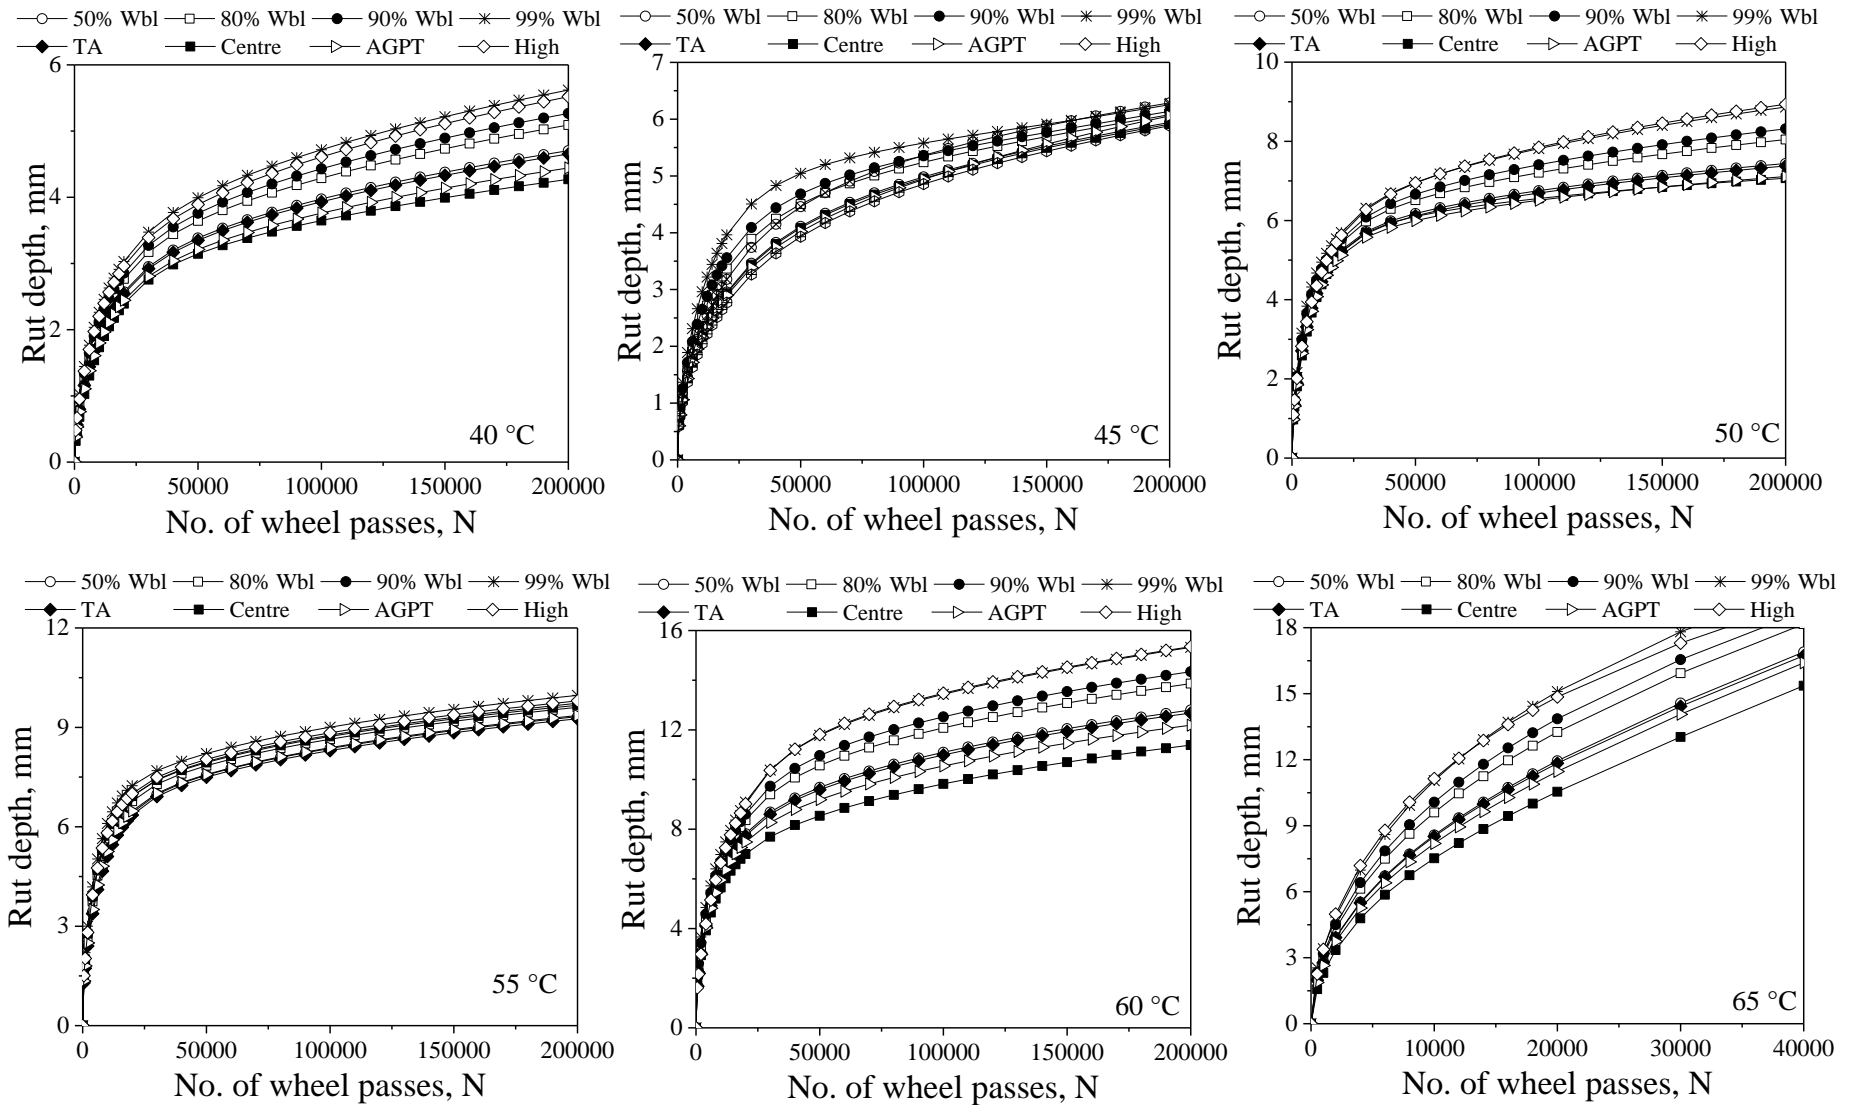 50% Wbl 80% Wbl 90% Wbl 99% Wbl
TA Centre AGPT High
6
4
2
0
Rut depth, mm
40 °C
0 50000 100000 150000 200000
No. of wheel passes, N
50% Wbl 80% Wbl 90% Wbl 99% Wbl
TA Centre AGPT High
7
6
5
4
3
2
1
0
Rut depth, mm
45 °C
0 50000 100000 150000 200000
No. of wheel passes, N
50% Wbl 80% Wbl 90% Wbl 99% Wbl
TA Centre AGPT High
10
8
6
4
2
0
Rut depth, mm
50 °C
0 50000 100000 150000 200000
No. of wheel passes, N
50% Wbl 80% Wbl 90% Wbl 99% Wbl
TA Centre AGPT High
12
9
6
3
0
Rut depth, mm
55 °C
0 50000 100000 150000 200000
No. of wheel passes, N
50% Wbl 80% Wbl 90% Wbl 99% Wbl
TA Centre AGPT High
16
12
8
4
0
Rut depth, mm
60 °C
0 50000 100000 150000 200000
No. of wheel passes, N
50% Wbl 80% Wbl 90% Wbl 99% Wbl
TA Centre AGPT High
18
15
12
9
6
3
0
Rut depth, mm
65 °C
0 10000 20000 30000 40000
No. of wheel passes, N